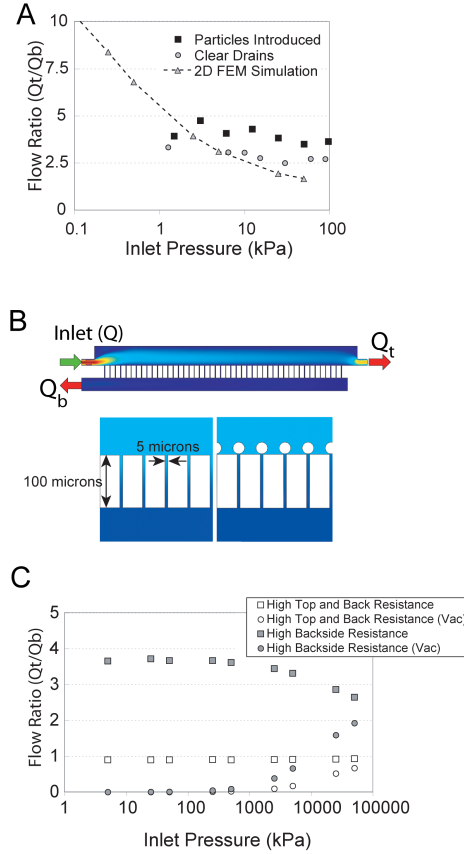 A
10
7.5
5
2.5
0
Flow Ratio (Qt/Qb)
Particles Introduced
Clear Drains
2D FEM Simulation
0.1 1 10 100
Inlet Pressure (kPa)
B
Inlet (Q)
Qt
Qb
5 microns
100 microns
C
High Top and Back Resistance
High Top and Back Resistance (Vac)
High Backside Resistance
High Backside Resistance (Vac)
5
4
3
2
1
0
Flow Ratio (Qt/Qb)
1 10 100 1000 10000 100000
Inlet Pressure (kPa)